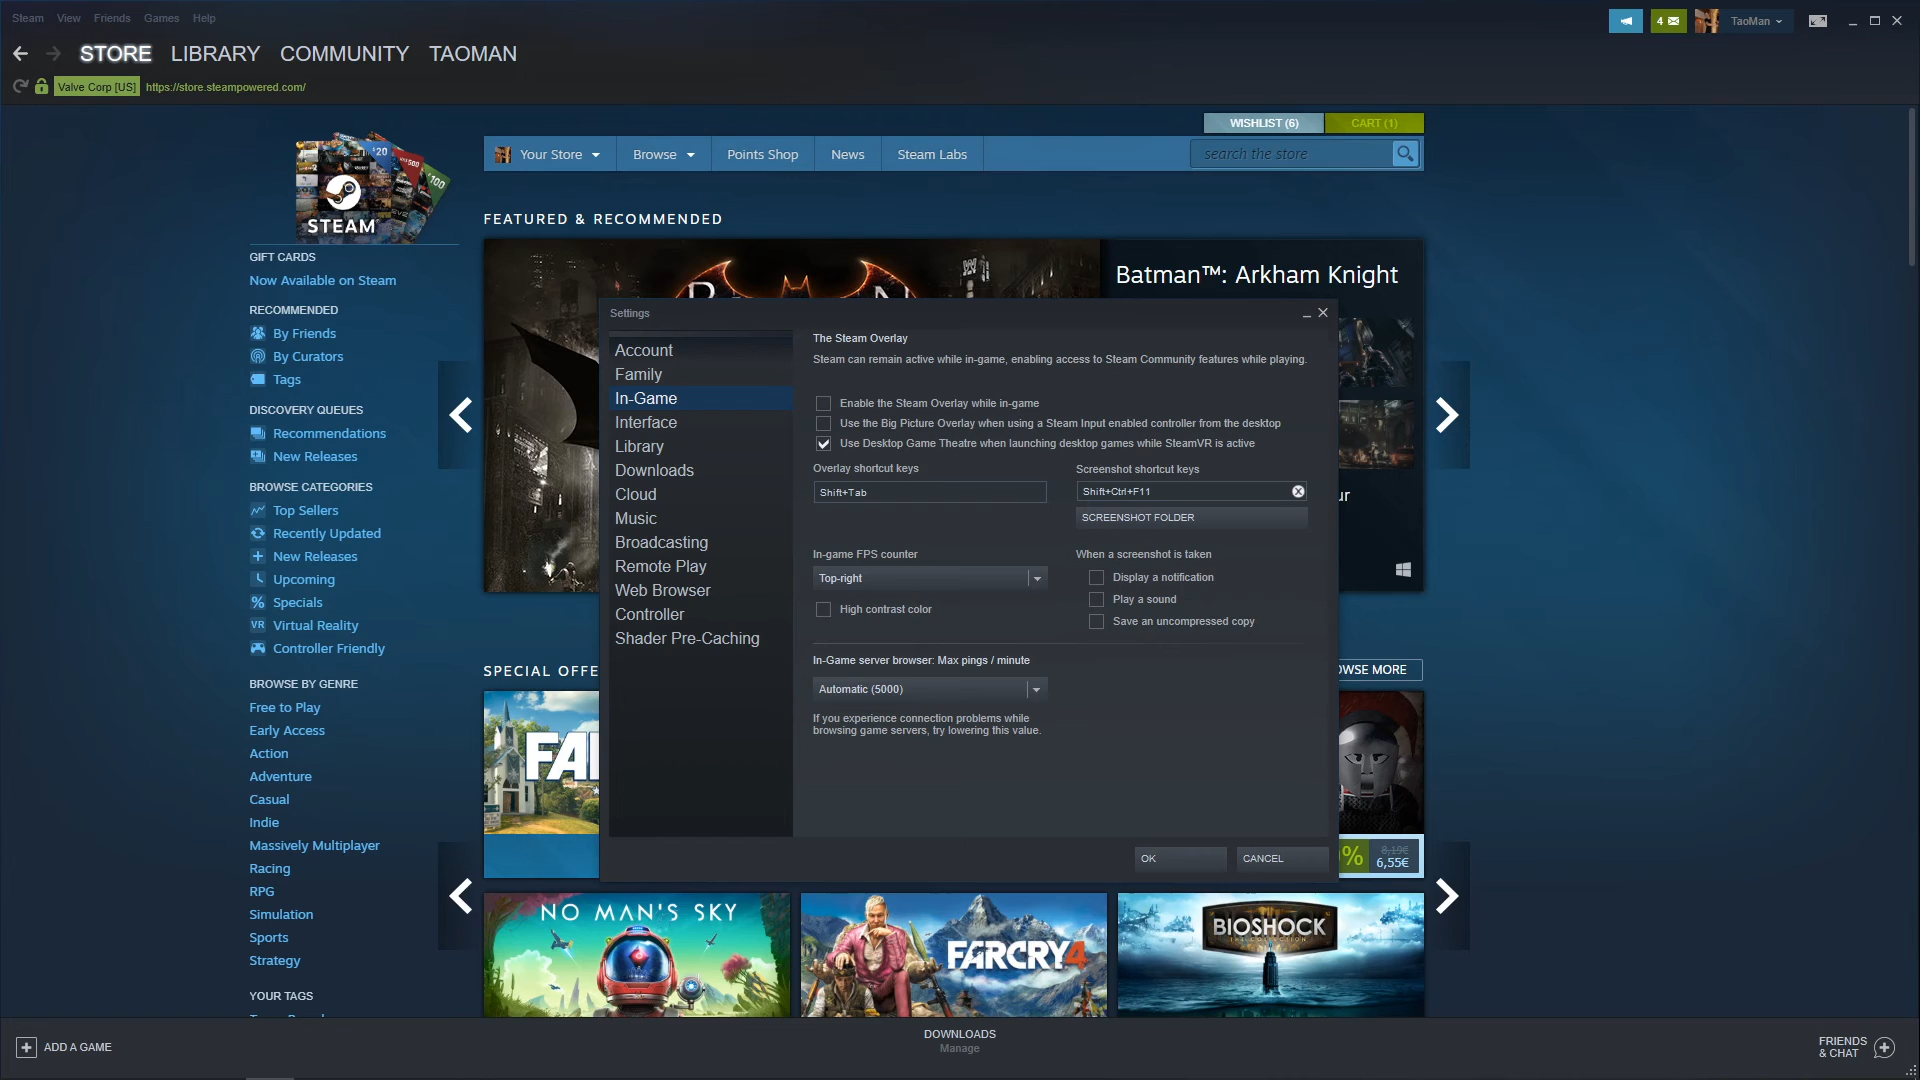 Steam View Friends Games Help
4 TaoMan
STORE LIBRARY COMMUNITY TAOMAN
Valve Corp [US] https://store.steampowered.com/
WISHLIST (6) CART (1)
Your Store Browse Points Shop News Steam Labs search the store
STEAM
GIFT CARDS
Now Available on Steam
RECOMMENDED
By Friends
By Curators
Tags
DISCOVERY QUEUES
Recommendations
New Releases
BROWSE CATEGORIES
Top Sellers
Recently Updated
New Releases
Upcoming
Specials
VR Virtual Reality
Controller Friendly
BROWSE BY GENRE
Free to Play
Early Access
Action
Adventure
Casual
Indie
Massively Multiplayer
Racing
RPG
Simulation
Sports
Strategy
YOUR TAGS
FEATURED & RECOMMENDED
Batman™: Arkham Knight
Settings
Account
Family
In-Game
Interface
Library
Downloads
Cloud
Music
Broadcasting
Remote Play
Web Browser
Controller
Shader Pre-Caching
The Steam Overlay
Steam can remain active while in-game, enabling access to Steam Community features while playing.
Enable the Steam Overlay while in-game
Use the Big Picture Overlay when using a Steam Input enabled controller from the desktop
Use Desktop Game Theatre when launching desktop games while SteamVR is active
Overlay shortcut keys
Shift+Tab
Screenshot shortcut keys
Shift+Ctrl+F11
SCREENSHOT FOLDER
In-game FPS counter
Top-right
High contrast color
When a screenshot is taken
Display a notification
Play a sound
Save an uncompressed copy
In-Game server browser: Max pings / minute
Automatic (5000)
If you experience connection problems while
browsing game servers, try lowering this value.
OK CANCEL
SPECIAL OFFE
OWSE MORE
FA
% 8,19€
6,55€
NO MAN'S SKY
FARCRY 4
BIOSHOCK
THE COLLECTION
ADD A GAME
DOWNLOADS
Manage
FRIENDS
& CHAT